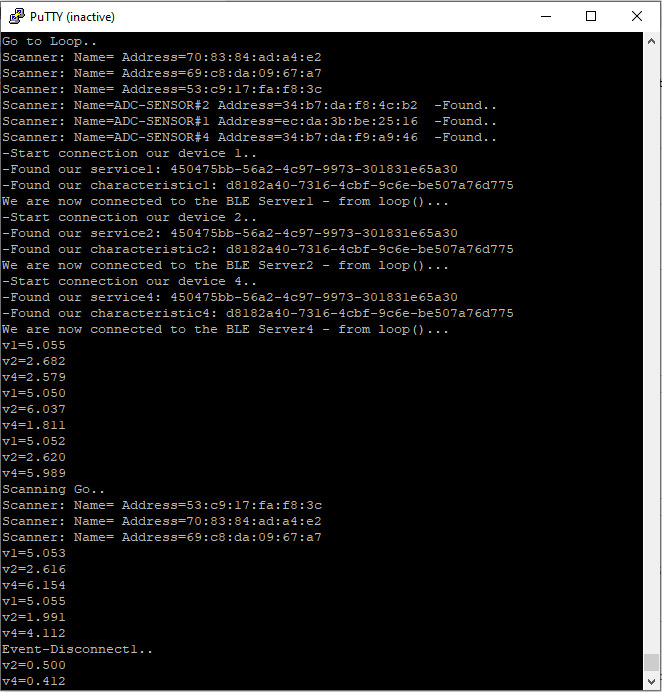 PuTTY (inactive)
Go to Loop..
Scanner: Name= Address=70:83:84:ad:a4:e2
Scanner: Name= Address=69:c8:da:09:67:a7
Scanner: Name= Address=53:c9:17:fa:f8:3c
Scanner: Name=ADC-SENSOR#2 Address=34:b7:da:f8:4c:b2  -Found..
Scanner: Name=ADC-SENSOR#1 Address=ec:da:3b:be:25:16  -Found..
Scanner: Name=ADC-SENSOR#4 Address=34:b7:da:f9:a9:46  -Found..
-Start connection our device 1..
-Found our service1: 450475bb-56a2-4c97-9973-301831e65a30
-Found our characteristic1: d8182a40-7316-4cbf-9c6e-be507a76d775
We are now connected to the BLE Server1 - from loop()...
-Start connection our device 2..
-Found our service2: 450475bb-56a2-4c97-9973-301831e65a30
-Found our characteristic2: d8182a40-7316-4cbf-9c6e-be507a76d775
We are now connected to the BLE Server2 - from loop()...
-Start connection our device 4..
-Found our service4: 450475bb-56a2-4c97-9973-301831e65a30
-Found our characteristic4: d8182a40-7316-4cbf-9c6e-be507a76d775
We are now connected to the BLE Server4 - from loop()...
v1=5.055
v2=2.682
v4=2.579
v1=5.050
v2=6.037
v4=1.811
v1=5.052
v2=2.620
v4=5.989
Scanning Go..
Scanner: Name= Address=53:c9:17:fa:f8:3c
Scanner: Name= Address=70:83:84:ad:a4:e2
Scanner: Name= Address=69:c8:da:09:67:a7
v1=5.053
v2=2.616
v4=6.154
v1=5.055
v2=1.991
v4=4.112
Event-Disconnect1..
v2=0.500
v4=0.412